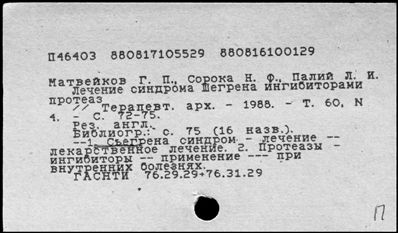 П46403 880817105529 880816100129
Матвейков Г. П., Сорока Н. Ф., Палий Л. И.
Лечение синдрома Шегрена ингибиторами
протеаз
// Терапевт. арх. - 1988. - Т. 60, N
4. - С. 72-75.
Рез. англ.
Библиогр.: с. 75 (16 назв.).
--1. Сьегрена синдром - лечение --
лекарственное лечение. 2. Протеазы -
ингибиторы -- применение --- при
внутренних болезнях.
ГАСНТИ 76.29.29+76.31.29
П